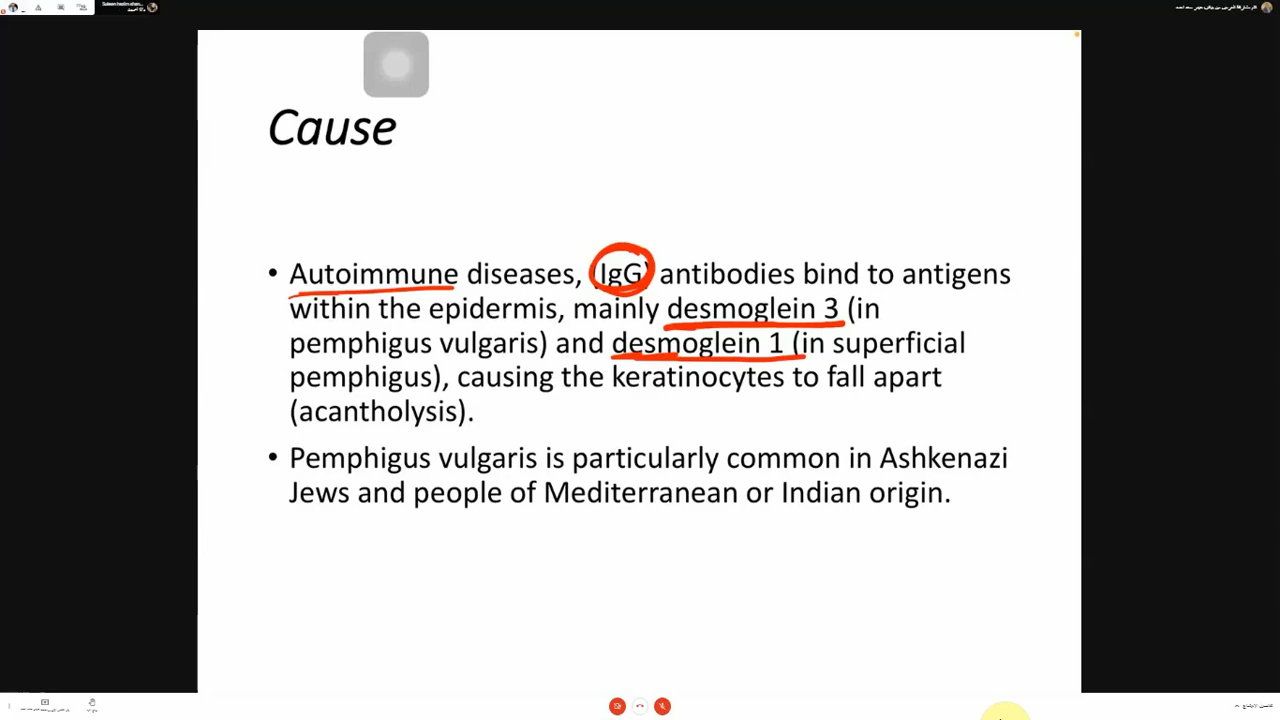 Cause
• Autoimmune diseases, (IgG) antibodies bind to antigens
within the epidermis, mainly desmoglein 3 (in
pemphigus vulgaris) and desmoglein 1 (in superficial
pemphigus), causing the keratinocytes to fall apart
(acantholysis).
• Pemphigus vulgaris is particularly common in Ashkenazi
Jews and people of Mediterranean or Indian origin.